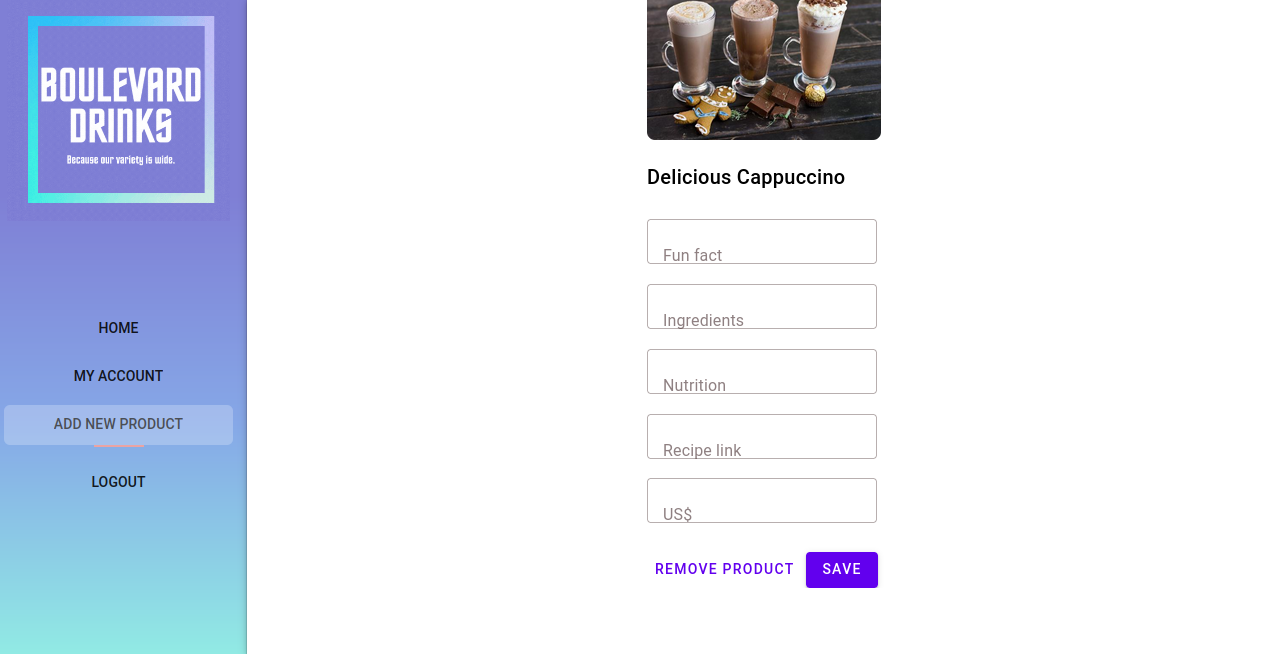 BOULEVARD
DRINKS
Because our variety is wide.
HOME
MY ACCOUNT
ADD NEW PRODUCT
LOGOUT
Delicious Cappuccino
Fun fact
Ingredients
Nutrition
Recipe link
US$
REMOVE PRODUCT SAVE